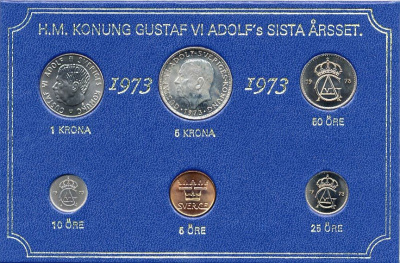 H.M. KONUNG GUSTAF VI ADOLF's SISTA ÅRSSET.
1973
1973
1 KRONA
5 KRONA
50 ÖRE
SVERIGE
10 ÖRE
5 ÖRE
25 ÖRE